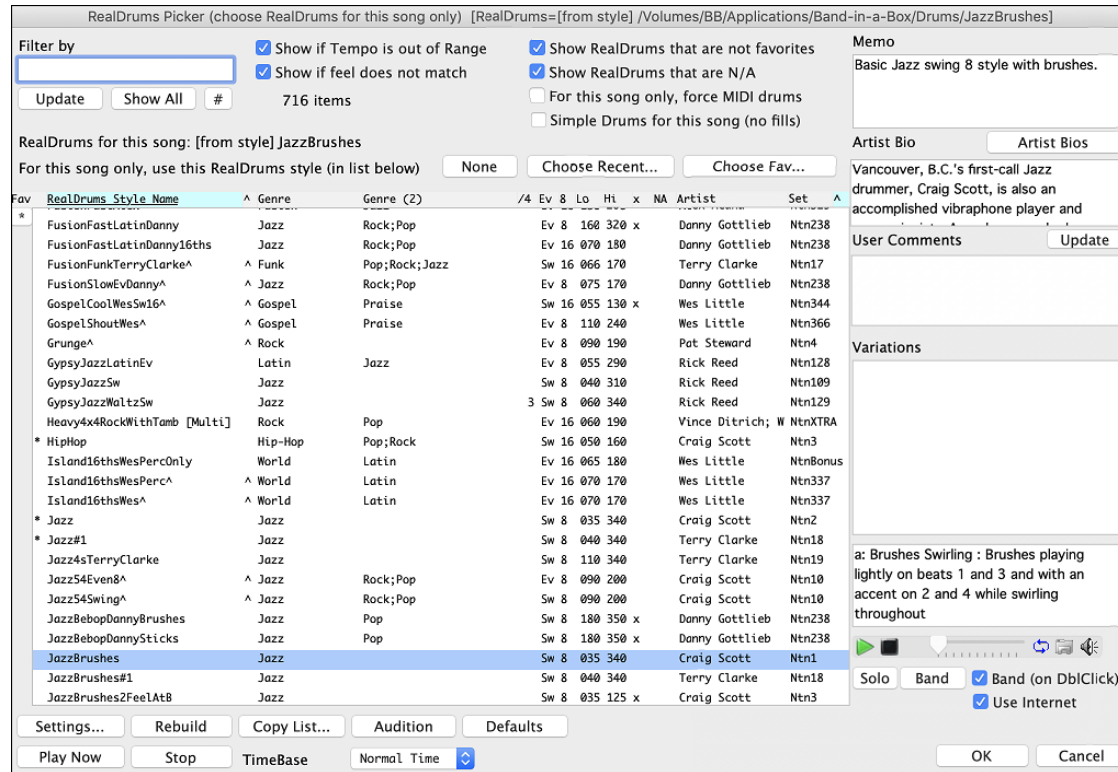 RealDrums Picker (choose RealDrums for this song only) [RealDrums=[from style] /Volumes/BB/Applications/Band-in-a-Box/Drums/JazzBrushes]
Filter by
Show if Tempo is out of Range
Show if feel does not match
Show RealDrums that are not favorites
Show RealDrums that are N/A
For this song only, force MIDI drums
Simple Drums for this song (no fills)
Update Show All # 716 items
RealDrums for this song: [from style] JazzBrushes
For this song only, use this RealDrums style (in list below) None Choose Recent... Choose Fav...
Memo
Basic Jazz swing 8 style with brushes.
Artist Bio Artist Bios
Vancouver, B.C.'s first-call Jazz
drummer, Craig Scott, is also an
accomplished vibraphone player and
User Comments Update
Variations
a: Brushes Swirling : Brushes playing
lightly on beats 1 and 3 and with an
accent on 2 and 4 while swirling
throughout
Solo Band Band (on DblClick)
Use Internet
Fav RealDrums Style Name ^ Genre Genre (2) /4 Ev 8 Lo Hi x NA Artist Set ^
*
FusionFastLatinDanny Jazz Rock;Pop Ev 8 160 320 x Danny Gottlieb Ntn238
FusionFastLatinDanny16ths Jazz Rock;Pop Ev 16 070 180 Danny Gottlieb Ntn238
FusionFunkTerryClarke^ ^ Funk Pop;Rock;Jazz Sw 16 066 170 Terry Clarke Ntn17
FusionSlowEvDanny^ ^ Jazz Rock;Pop Ev 8 075 170 Danny Gottlieb Ntn238
GospelCoolWesSw16^ ^ Gospel Praise Sw 16 055 130 x Wes Little Ntn344
GospelShoutWes^ ^ Gospel Praise Ev 8 110 240 Wes Little Ntn366
Grunge^ ^ Rock Ev 8 090 190 Pat Steward Ntn4
GypsyJazzLatinEv Latin Jazz Ev 8 055 290 Rick Reed Ntn128
GypsyJazzSw Jazz Sw 8 040 310 Rick Reed Ntn109
GypsyJazzWaltzSw Jazz 3 Sw 8 060 340 Rick Reed Ntn129
Heavy4x4RockWithTamb [Multi] Rock Pop Ev 16 060 190 Vince Ditrich; W NtnXTRA
* HipHop Hip-Hop Pop;Rock Sw 16 050 160 Craig Scott Ntn3
Island16thsWesPercOnly World Latin Ev 16 065 180 Wes Little NtnBonus
Island16thsWesPerc^ ^ World Latin Ev 16 070 170 Wes Little Ntn337
Island16thsWes^ ^ World Latin Ev 16 070 170 Wes Little Ntn337
* Jazz Jazz Sw 8 035 340 Craig Scott Ntn2
* Jazz#1 Jazz Sw 8 040 340 Terry Clarke Ntn18
Jazz4sTerryClarke Jazz Sw 8 110 340 Terry Clarke Ntn19
Jazz54Even8^ ^ Jazz Rock;Pop Ev 8 090 200 Craig Scott Ntn10
Jazz54Swing^ ^ Jazz Rock;Pop Sw 8 090 200 Craig Scott Ntn10
JazzBebopDannyBrushes Jazz Pop Sw 8 180 350 x Danny Gottlieb Ntn238
JazzBebopDannySticks Jazz Pop Sw 8 180 350 x Danny Gottlieb Ntn238
JazzBrushes Jazz Sw 8 035 340 Craig Scott Ntn1
JazzBrushes#1 Jazz Sw 8 040 340 Terry Clarke Ntn18
JazzBrushes2FeelAtB Jazz Sw 8 035 125 x Craig Scott Ntn3
Settings... Rebuild Copy List... Audition Defaults
Play Now Stop TimeBase Normal Time OK Cancel